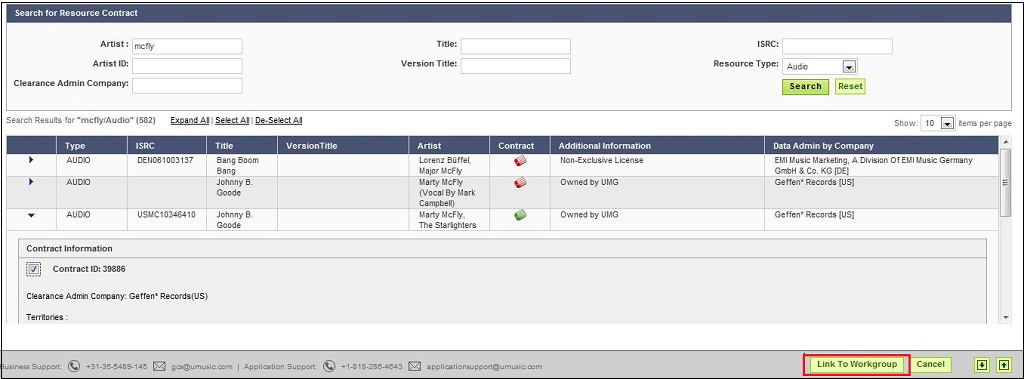 Search for Resource Contract
Artist : mcfly Title: ISRC:
Artist ID: Version Title: Resource Type: Audio
Clearance Admin Company: Search Reset
Search Results for "mcfly/Audio" (582) Expand All | Select All | De-Select All Show: 10 items per page
Type ISRC Title VersionTitle Artist Contract Additional Information Data Admin by Company
AUDIO DEN061003137 Bang Boom Lorenz Büffel, Non-Exclusive License EMI Music Marketing, A Division Of EMI Music Germany
Bang Major McFly GmbH & Co. KG [DE]
AUDIO Johnny B. Marty McFly Owned by UMG Geffen* Records [US]
Goode (Vocal By Mark
Campbell)
AUDIO USMC10346410 Johnny B. Marty McFly, Owned by UMG Geffen* Records [US]
Goode The Starlighters
Contract Information
Contract ID: 39886
Clearance Admin Company: Geffen* Records(US)
Territories :
Business Support: +31-35-5489-145 gcs@umusic.com | Application Support: +1-818-286-4643 applicationsupport@umusic.com Link To Workgroup Cancel